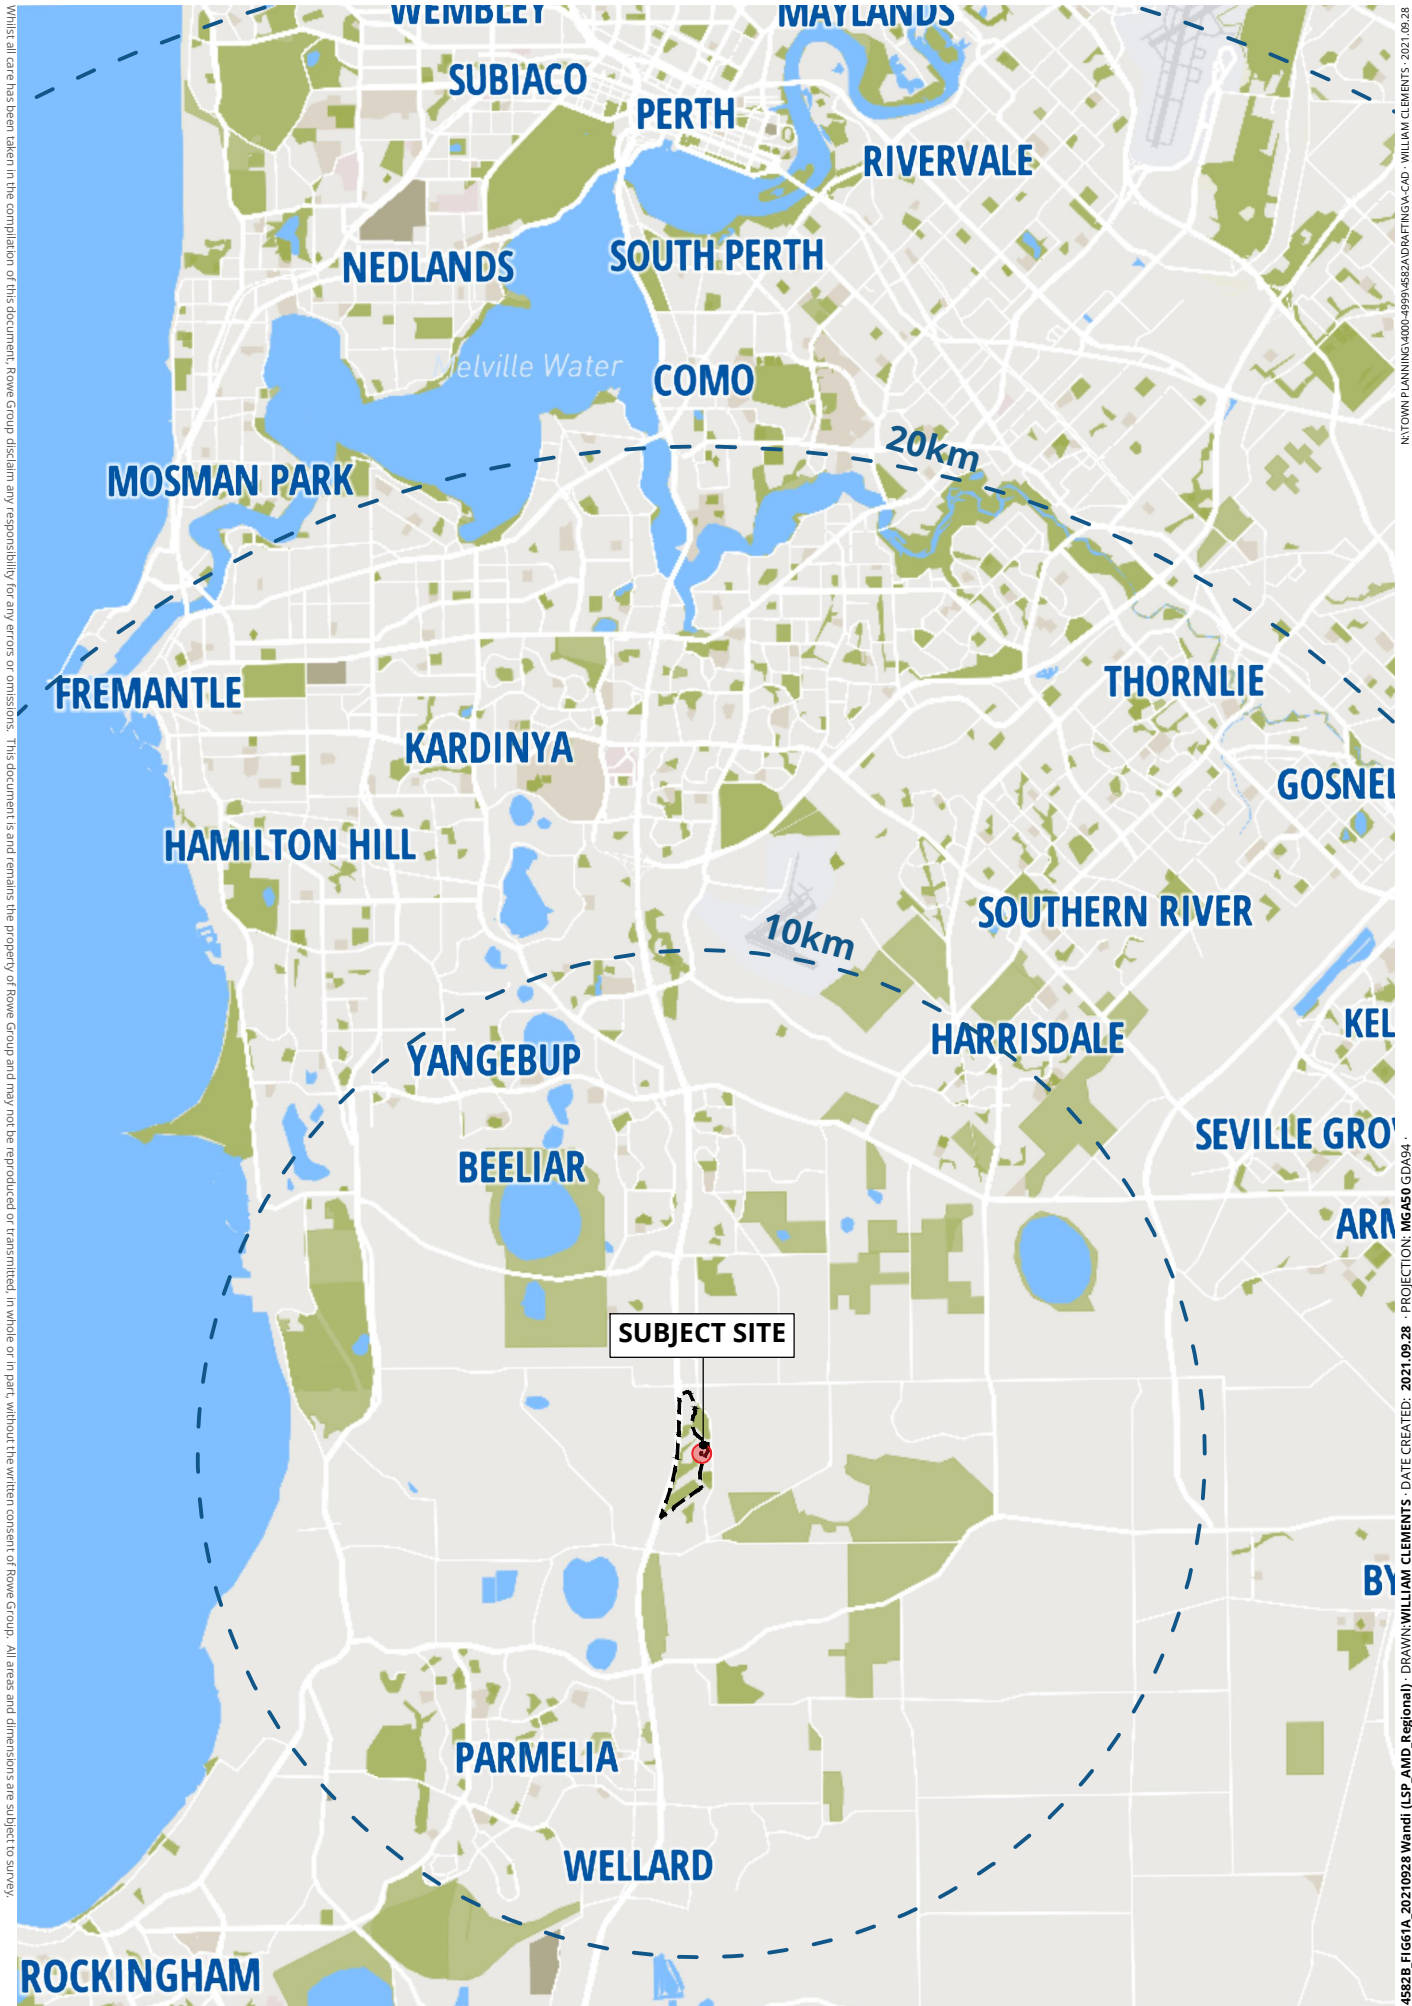 WEMBLEY
MAYLANDS
SUBIACO
PERTH
RIVERVALE
SOUTH PERTH
NEDLANDS
Melville Water
COMO
20km
MOSMAN PARK
THORNLIE
FREMANTLE
KARDINYA
GOSNEL
HAMILTON HILL
SOUTHERN RIVER
10km
KEL
HARRISDALE
YANGEBUP
SEVILLE GRO
BEELIAR
ARM
SUBJECT SITE
BY
PARMELIA
WELLARD
ROCKINGHAM
Whilst all care has been taken in the compilation of this document, Rowe Group disclaim any responsibility for any errors or omissions. This document is and remains the property of Rowe Group and may not be reproduced or transmitted, in whole or in part, without the written consent of Rowe Group. All areas and dimensions are subject to survey.
4582B_FIG61A_20210928 Wandi (LSP_AMD_Regional) · DRAWN:WILLIAM CLEMENTS · DATE CREATED: 2021.09.28 · PROJECTION: MGA50 GDA94 ·
N:\TOWN PLANNING\4000-4999\4582A\DRAFTING\A-CAD · WILLIAM CLEMENTS · 2021.09.28